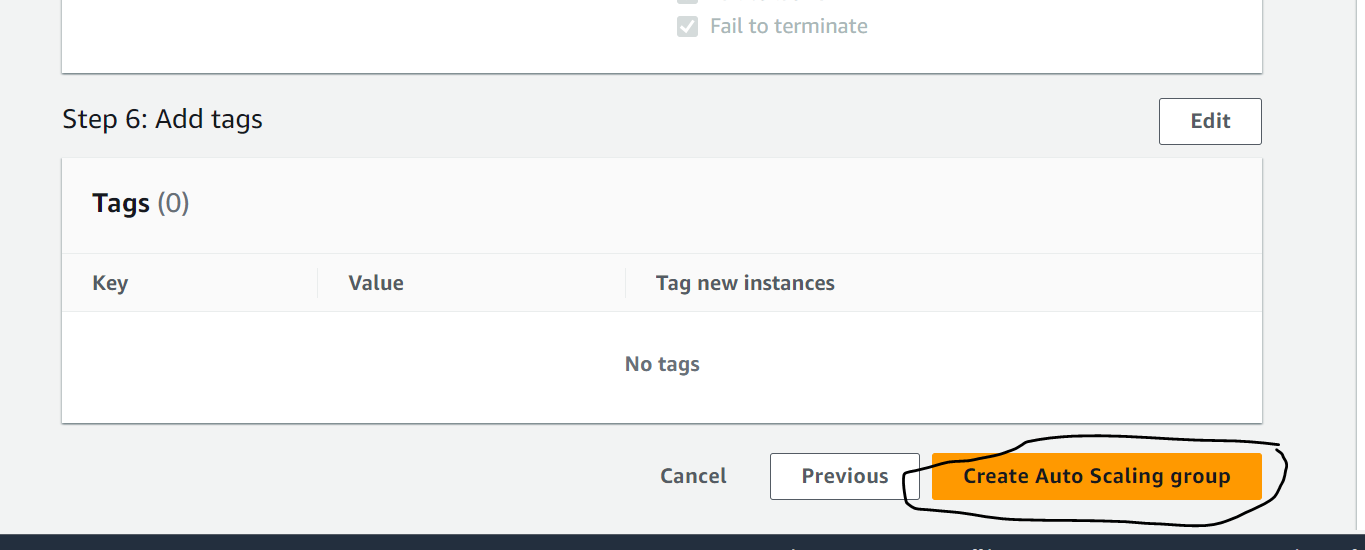 Fail to terminate
Step 6: Add tags
Edit
Tags (0)
Key Value Tag new instances
No tags
Cancel Previous Create Auto Scaling group